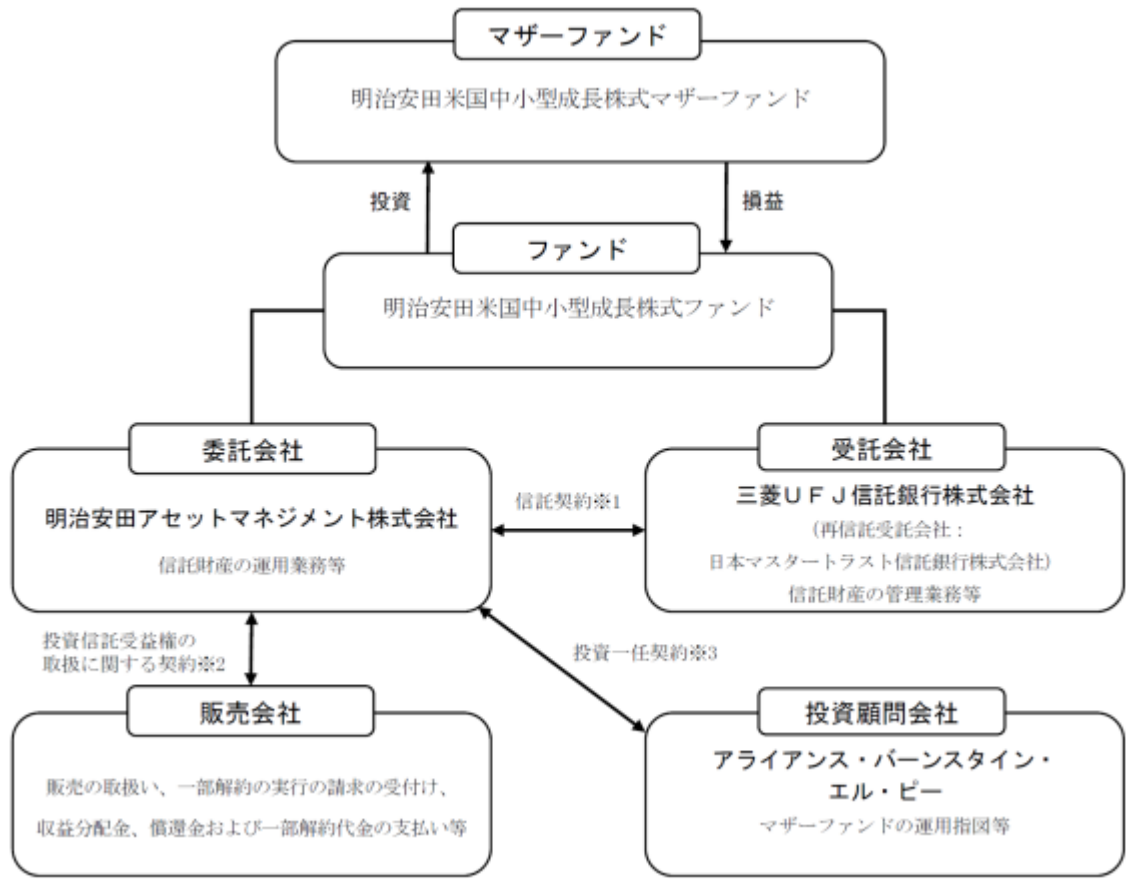 マザーファンド
明治安田米国中小型成長株式マザーファンド
投資
損益
ファンド
明治安田米国中小型成長株式ファンド
委託会社
明治安田アセットマネジメント株式会社
信託財産の運用業務等
信託契約※1
受託会社
三菱UFJ信託銀行株式会社
(再信託受託会社:
日本マスタートラスト信託銀行株式会社)
信託財産の管理業務等
投資信託受益権の
取扱に関する契約※2
投資一任契約※3
販売会社
販売の取扱い、一部解約の実行の請求の受付け、
収益分配金、償還金および一部解約代金の支払い等
投資顧問会社
アライアンス・バーンスタイン・
エル・ピー
マザーファンドの運用指図等